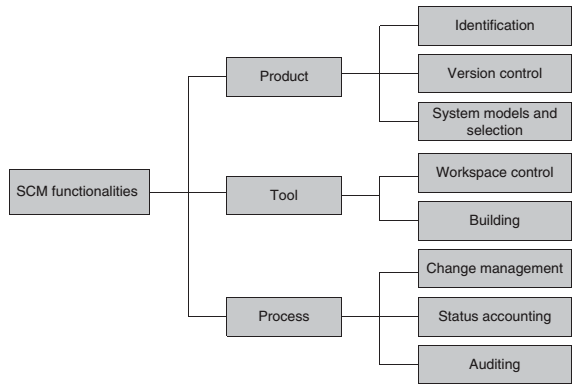 SCM functionalities
Product
Identification
Version control
System models and
selection
Tool
Workspace control
Building
Process
Change management
Status accounting
Auditing